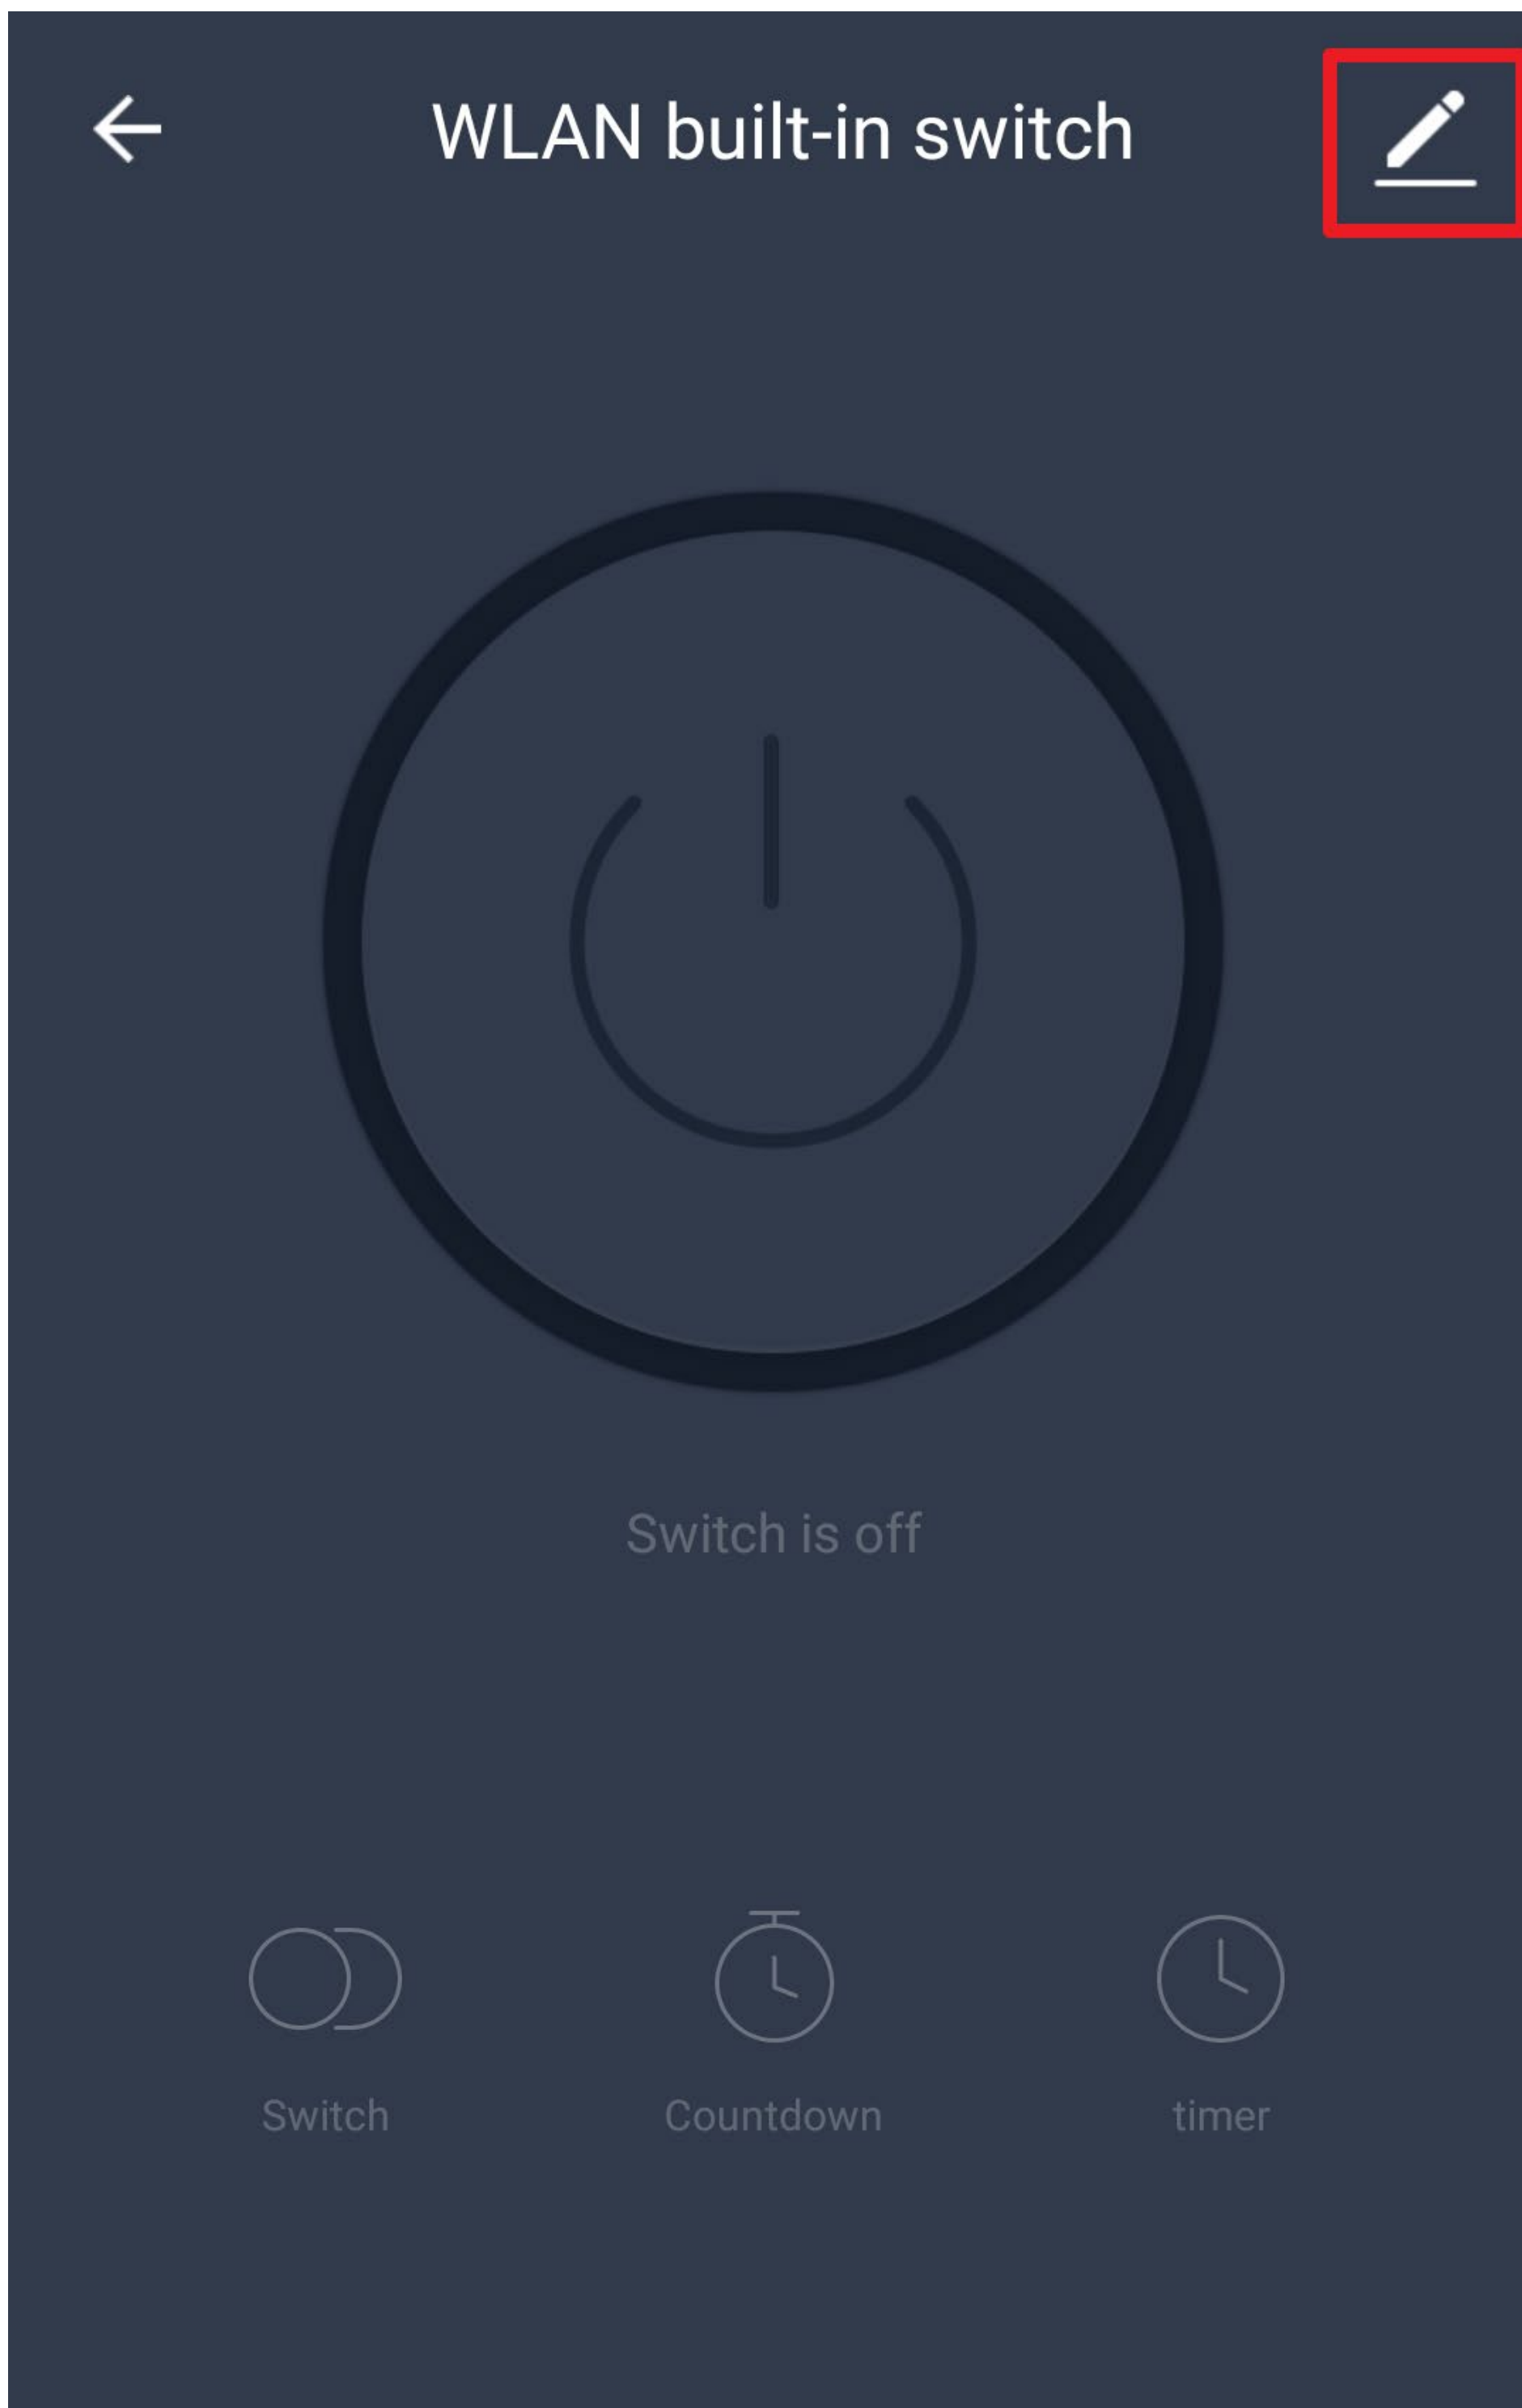 WLAN built-in switch
Switch is off
Switch
Countdown
timer